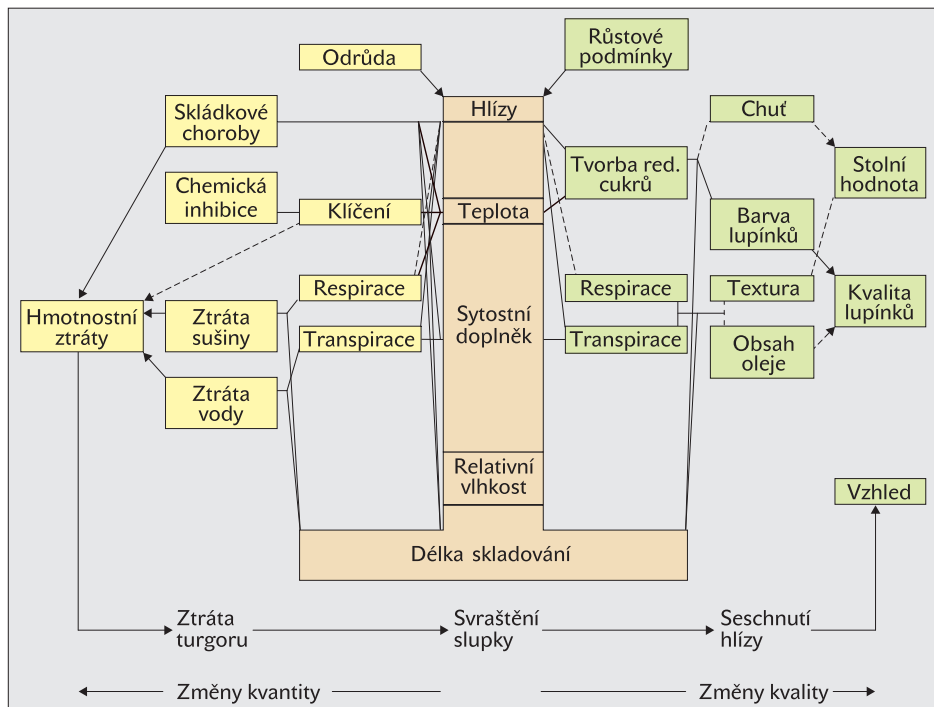 Odrůda
Růstové
podmínky
Skládkové
choroby
Hlízy
Chuť
Chemická
inhibice
Klíčení
Teplota
Tvorba red.
cukrů
Stolní
hodnota
Barva
lupínků
Hmotnostní
ztráty
Ztráta
sušiny
Respirace
Transpirace
Sytostní
doplněk
Respirace
Transpirace
Textura
Obsah
oleje
Kvalita
lupínků
Ztráta
vody
Relativní
vlhkost
Vzhled
Délka skladování
Ztráta
turgoru
Svraštění
slupky
Seschnutí
hlízy
Změny kvantity
Změny kvality